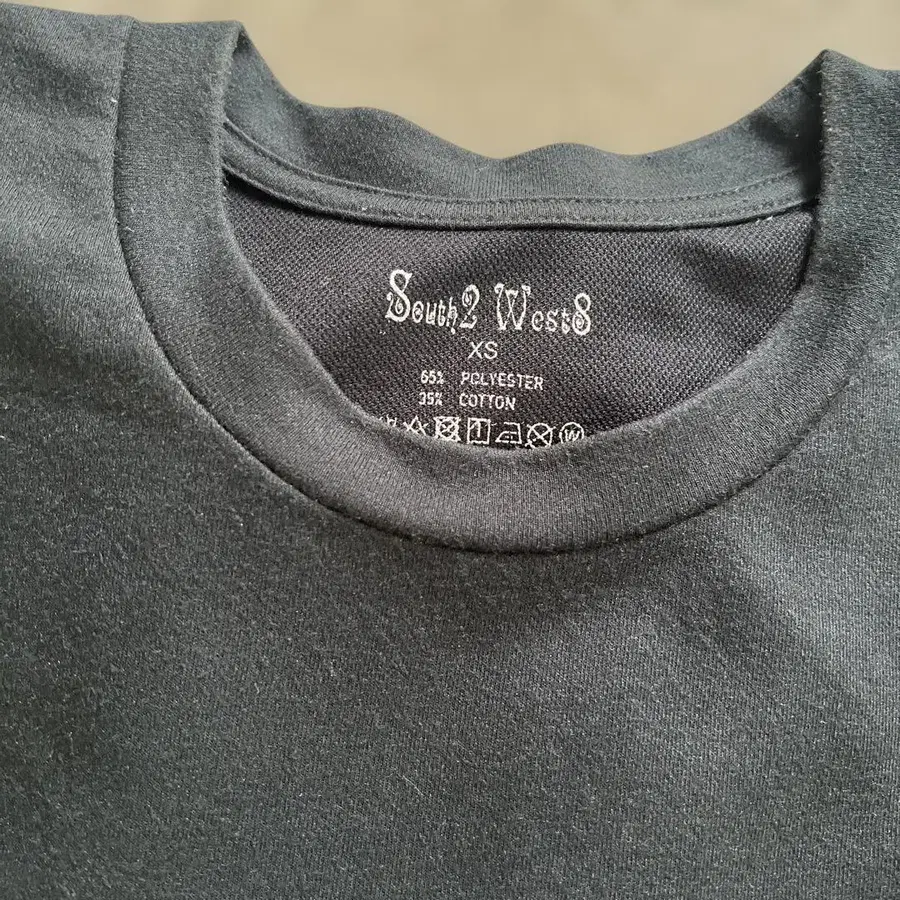 South2 West8
XS
65% POLYESTER
35% COTTON